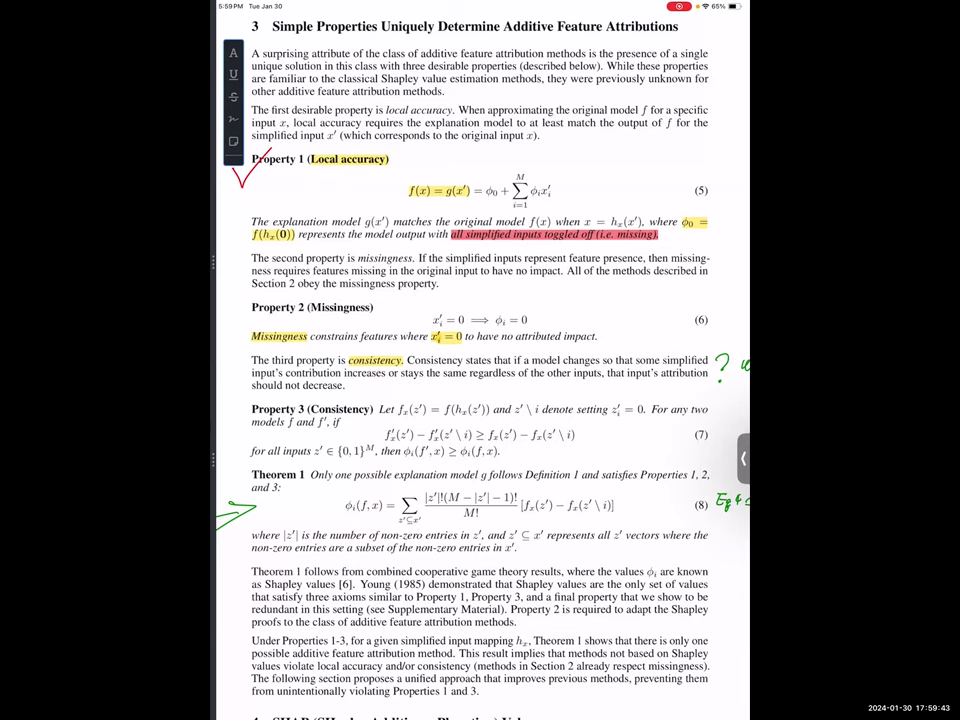 5:59 PM Tue Jan 30
65%
3 Simple Properties Uniquely Determine Additive Feature Attributions
A surprising attribute of the class of additive feature attribution methods is the presence of a single
unique solution in this class with three desirable properties (described below). While these properties
are familiar to the classical Shapley value estimation methods, they were previously unknown for
other additive feature attribution methods.
The first desirable property is local accuracy. When approximating the original model f for a specific
input x, local accuracy requires the explanation model to at least match the output of f for the
simplified input x′ (which corresponds to the original input x).
Property 1 (Local accuracy)
f(x) = g(x′) = ϕ0 + ∑_{i=1}^{M} ϕi x′i (5)
The explanation model g(x′) matches the original model f(x) when x = hx(x′), where ϕ0 =
f(hx(0)) represents the model output with all simplified inputs toggled off (i.e. missing).
The second property is missingness. If the simplified inputs represent feature presence, then missing-
ness requires features missing in the original input to have no impact. All of the methods described in
Section 2 obey the missingness property.
Property 2 (Missingness)
x′i = 0 ⟹ ϕi = 0 (6)
Missingness constrains features where x′i = 0 to have no attributed impact.
The third property is consistency. Consistency states that if a model changes so that some simplified
input's contribution increases or stays the same regardless of the other inputs, that input's attribution
should not decrease.
?
Property 3 (Consistency) Let fx(z′) = f(hx(z′)) and z′ \ i denote setting z′i = 0. For any two
models f and f′, if
f′x(z′) − f′x(z′ \ i) ≥ fx(z′) − fx(z′ \ i) (7)
for all inputs z′ ∈ {0, 1}^M, then ϕi(f′, x) ≥ ϕi(f, x).
Theorem 1 Only one possible explanation model g follows Definition 1 and satisfies Properties 1, 2,
and 3:
ϕi(f, x) = ∑_{z′⊆x′} |z′|!(M − |z′| − 1)! / M! [fx(z′) − fx(z′ \ i)] (8)
where |z′| is the number of non-zero entries in z′, and z′ ⊆ x′ represents all z′ vectors where the
non-zero entries are a subset of the non-zero entries in x′.
Theorem 1 follows from combined cooperative game theory results, where the values ϕi are known
as Shapley values [6]. Young (1985) demonstrated that Shapley values are the only set of values
that satisfy three axioms similar to Property 1, Property 3, and a final property that we show to be
redundant in this setting (see Supplementary Material). Property 2 is required to adapt the Shapley
proofs to the class of additive feature attribution methods.
Under Properties 1-3, for a given simplified input mapping hx, Theorem 1 shows that there is only one
possible additive feature attribution method. This result implies that methods not based on Shapley
values violate local accuracy and/or consistency (methods in Section 2 already respect missingness).
The following section proposes a unified approach that improves previous methods, preventing them
from unintentionally violating Properties 1 and 3.
2024-01-30 17:59:43